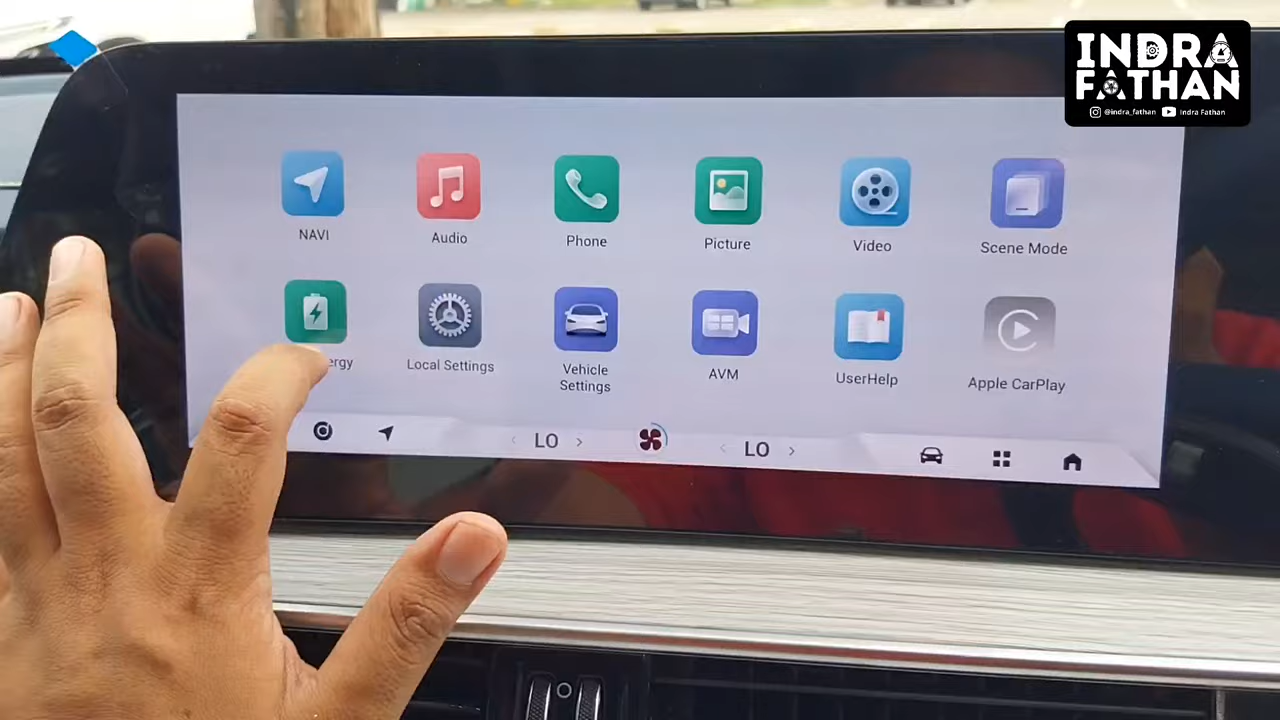 INDRA
FATHAN
@indra_fathan Indra Fathan
NAVI
Audio
Phone
Picture
Video
Scene Mode
ergy
Local Settings
Vehicle
Settings
AVM
UserHelp
Apple CarPlay
LO
LO